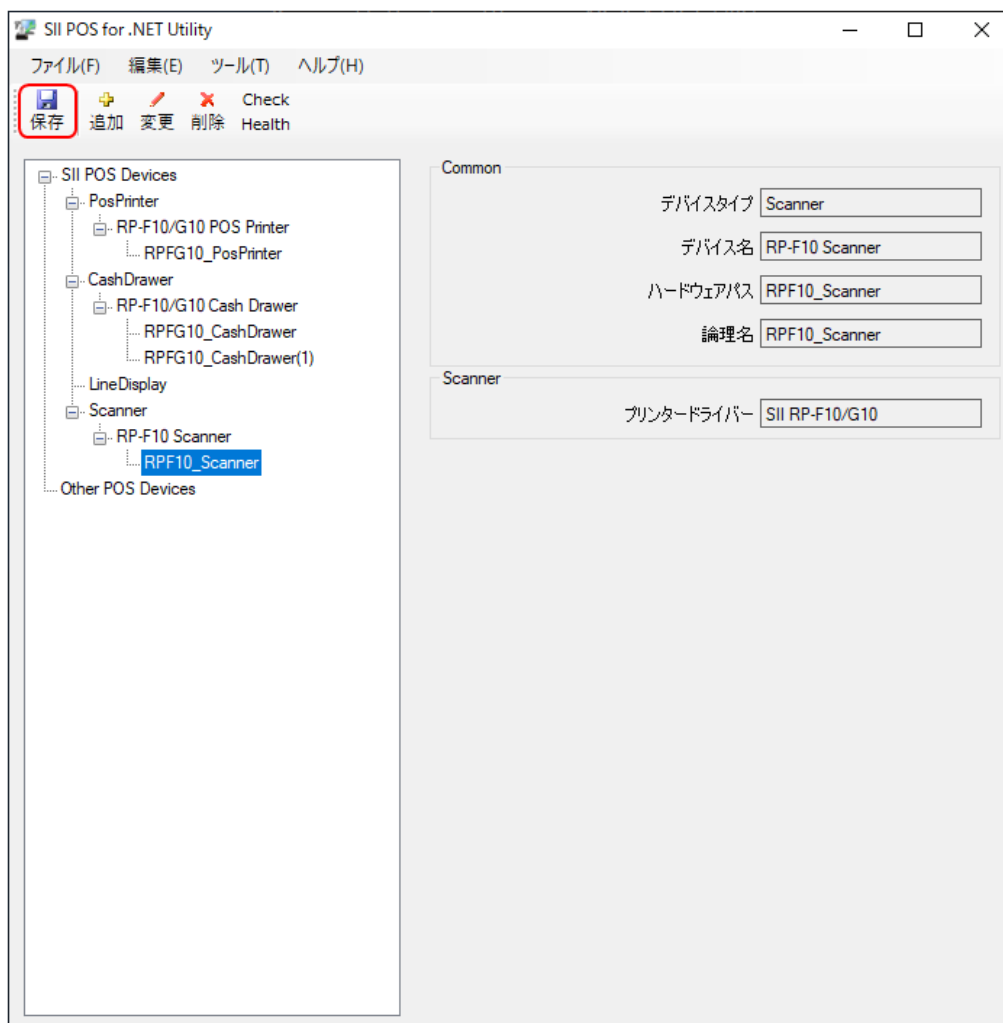 SII POS for .NET Utility
ファイル(F) 編集(E) ツール(T) ヘルプ(H)
保存 追加 変更 削除 Check Health
SII POS Devices
PosPrinter
RP-F10/G10 POS Printer
RPFG10_PosPrinter
CashDrawer
RP-F10/G10 Cash Drawer
RPFG10_CashDrawer
RPFG10_CashDrawer(1)
LineDisplay
Scanner
RP-F10 Scanner
RPF10_Scanner
Other POS Devices
Common
デバイスタイプ Scanner
デバイス名 RP-F10 Scanner
ハードウェアパス RPF10_Scanner
論理名 RPF10_Scanner
Scanner
プリンタードライバー SII RP-F10/G10